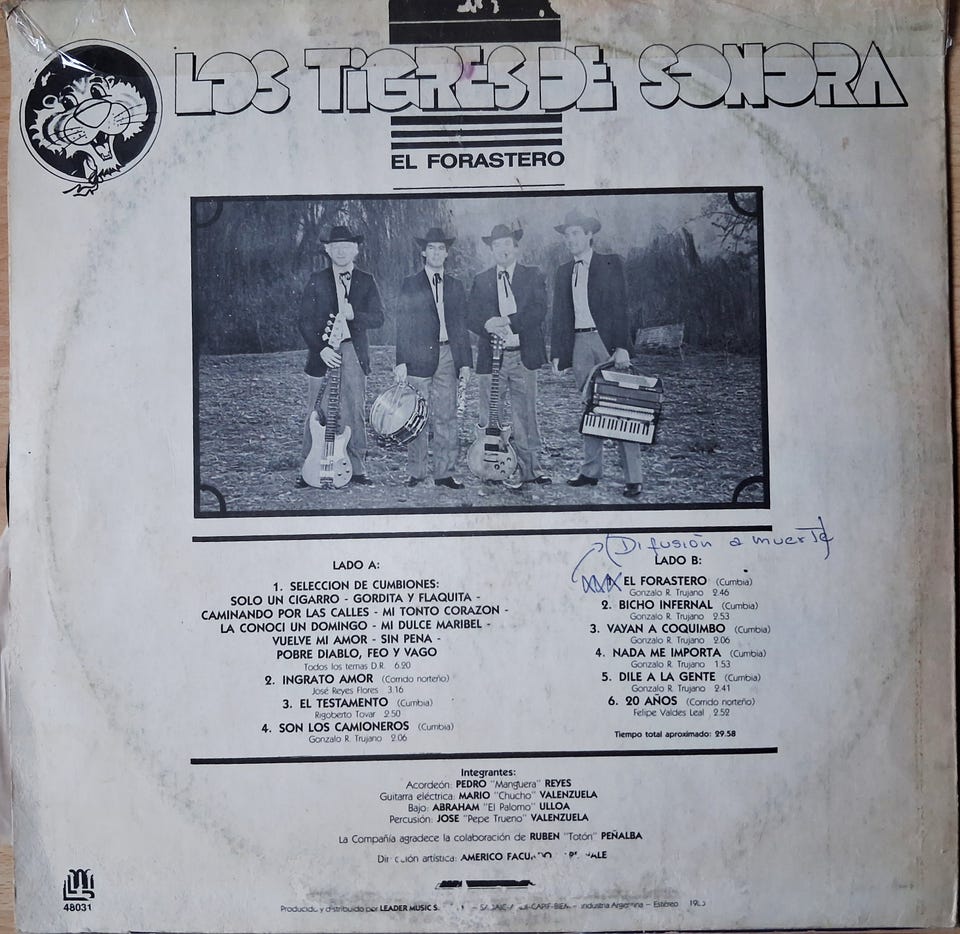 LOS TIGRES DE SONORA
EL FORASTERO
(Difusión a muerte)
LADO A:
1. SELECCION DE CUMBIONES:
SOLO UN CIGARRO - GORDITA Y FLAQUITA -
CAMINANDO POR LAS CALLES - MI TONTO CORAZON -
LA CONOCI UN DOMINGO - MI DULCE MARIBEL -
VUELVE MI AMOR - SIN PENA -
POBRE DIABLO, FEO Y VAGO
Todos los temas D.R. 6.20
2. INGRATO AMOR (Corrido norteño)
José Reyes Flores 3.16
3. EL TESTAMENTO (Cumbia)
Rigoberto Tovar 2.50
4. SON LOS CAMIONEROS (Cumbia)
Gonzalo R. Trujano 2.06
LADO B:
EL FORASTERO (Cumbia)
Gonzalo R. Trujano 2.46
2. BICHO INFERNAL (Cumbia)
Gonzalo R. Trujano 2.53
3. VAYAN A COQUIMBO (Cumbia)
Gonzalo R. Trujano 2.06
4. NADA ME IMPORTA (Cumbia)
Gonzalo R. Trujano 1.53
5. DILE A LA GENTE (Cumbia)
Gonzalo R. Trujano 2.41
6. 20 AÑOS (Corrido norteño)
Felipe Valdes Leal 2.52
Tiempo total aproximado: 29.58
Integrantes:
Acordeón: PEDRO "Manguera" REYES
Guitarra eléctrica: MARIO "Chucho" VALENZUELA
Bajo: ABRAHAM "El Palomo" ULLOA
Percusión: JOSE "Pepe Trueno" VALENZUELA
La Compañía agradece la colaboración de RUBEN "Totón" PEÑALBA
Dirección artística: AMERICO
48031
Producido y distribuido por LEADER MUSIC S. Industria Argentina - Estéreo